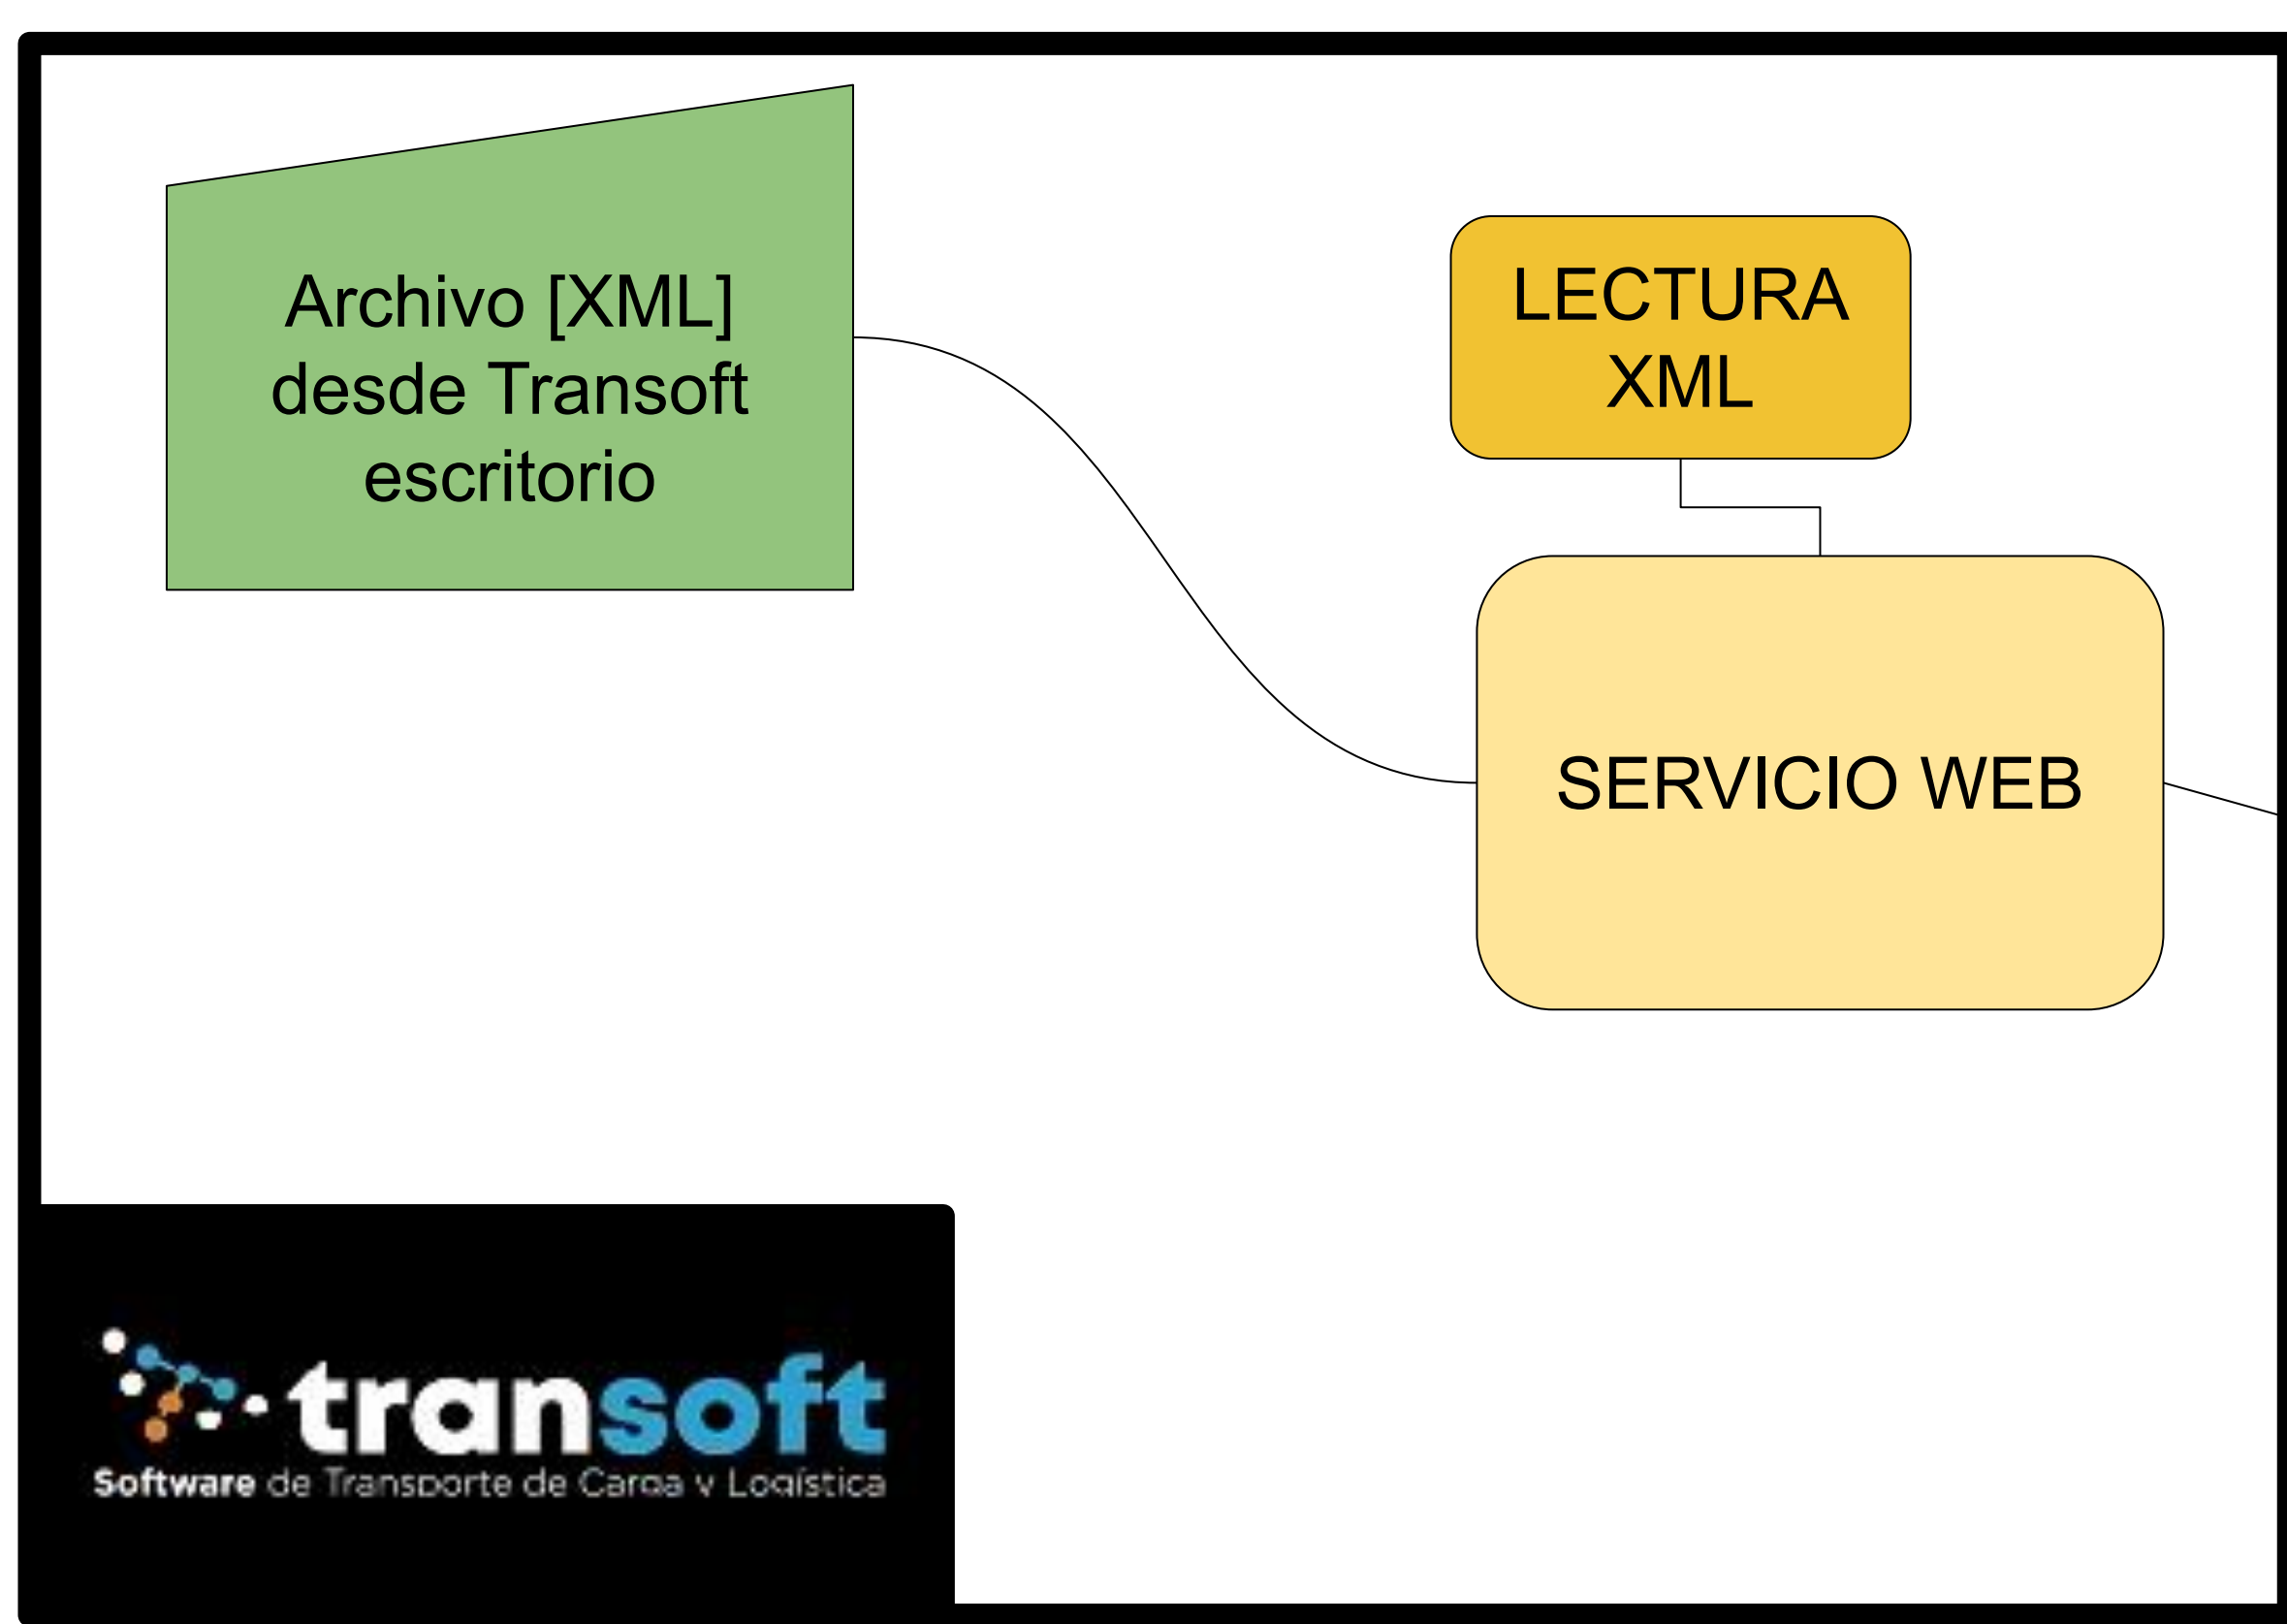 Archivo [XML]
desde Transoft
escritorio
LECTURA
XML
SERVICIO WEB
transoft
Software de Transporte de Carga y Logística